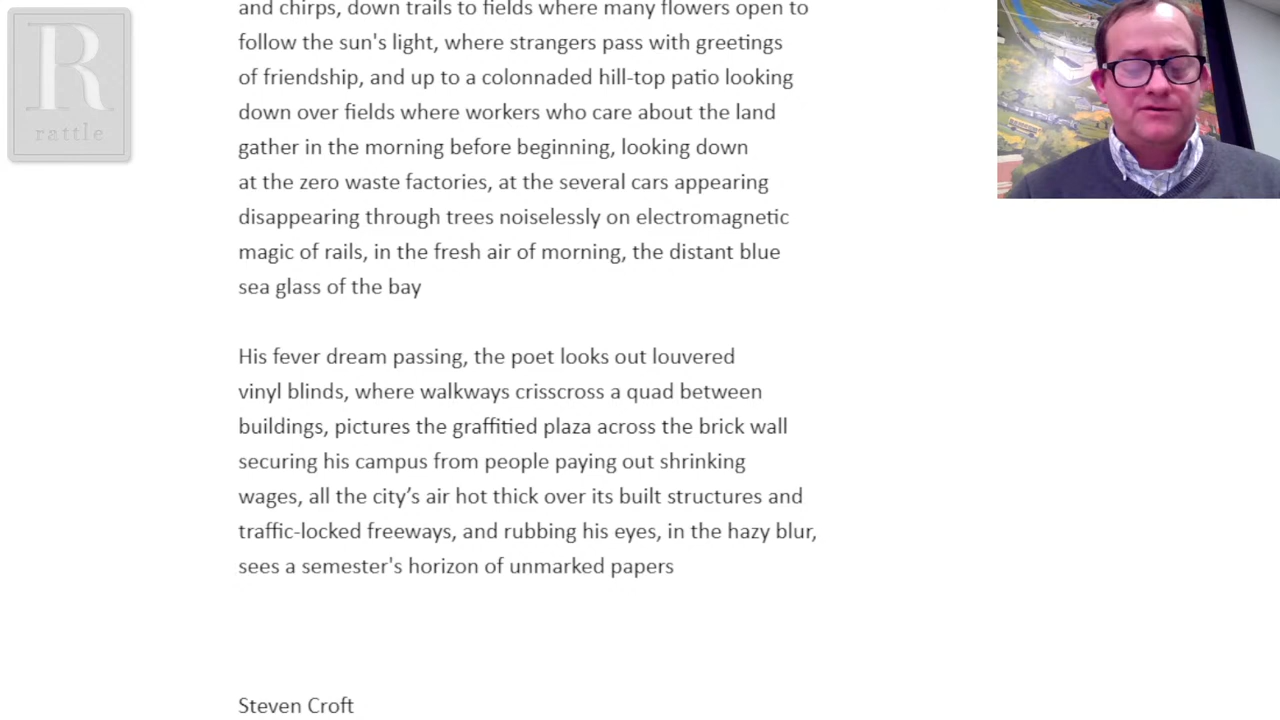 and chirps, down trails to fields where many flowers open to
follow the sun's light, where strangers pass with greetings
of friendship, and up to a colonnaded hill-top patio looking
down over fields where workers who care about the land
gather in the morning before beginning, looking down
at the zero waste factories, at the several cars appearing
disappearing through trees noiselessly on electromagnetic
magic of rails, in the fresh air of morning, the distant blue
sea glass of the bay
His fever dream passing, the poet looks out louvered
vinyl blinds, where walkways crisscross a quad between
buildings, pictures the graffitied plaza across the brick wall
securing his campus from people paying out shrinking
wages, all the city’s air hot thick over its built structures and
traffic-locked freeways, and rubbing his eyes, in the hazy blur,
sees a semester's horizon of unmarked papers
Steven Croft
R
rattle